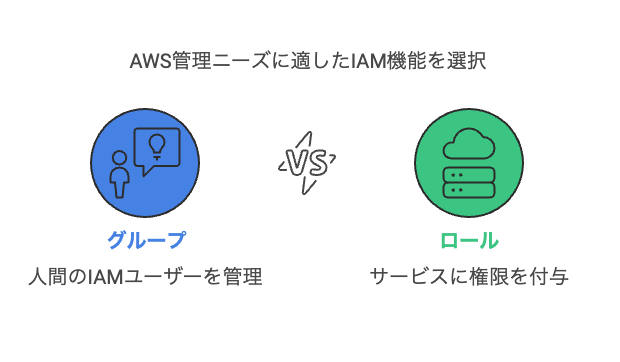 AWS管理ニーズに適したIAM機能を選択
VS
グループ
ロール
人間のIAMユーザーを管理
サービスに権限を付与